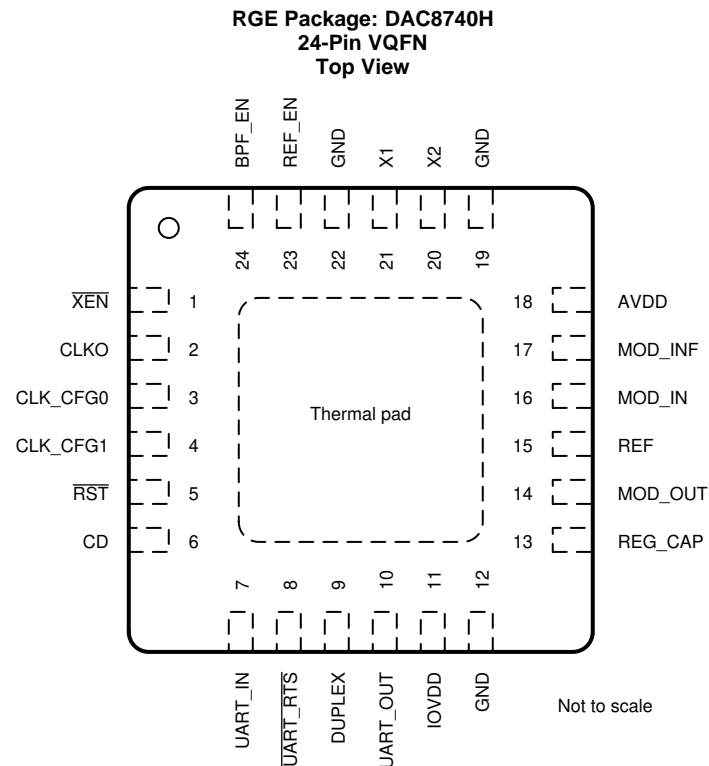 RGE Package: DAC8740H
24-Pin VQFN
Top View
BPF_EN
REF_EN
GND
X1
X2
GND
24
23
22
21
20
19
XEN 1
CLKO 2
CLK_CFG0 3
CLK_CFG1 4
RST 5
CD 6
Thermal pad
18 AVDD
17 MOD_INF
16 MOD_IN
15 REF
14 MOD_OUT
13 REG_CAP
7
8
9
10
11
12
UART_IN
UART_RTS
DUPLEX
UART_OUT
IOVDD
GND
Not to scale